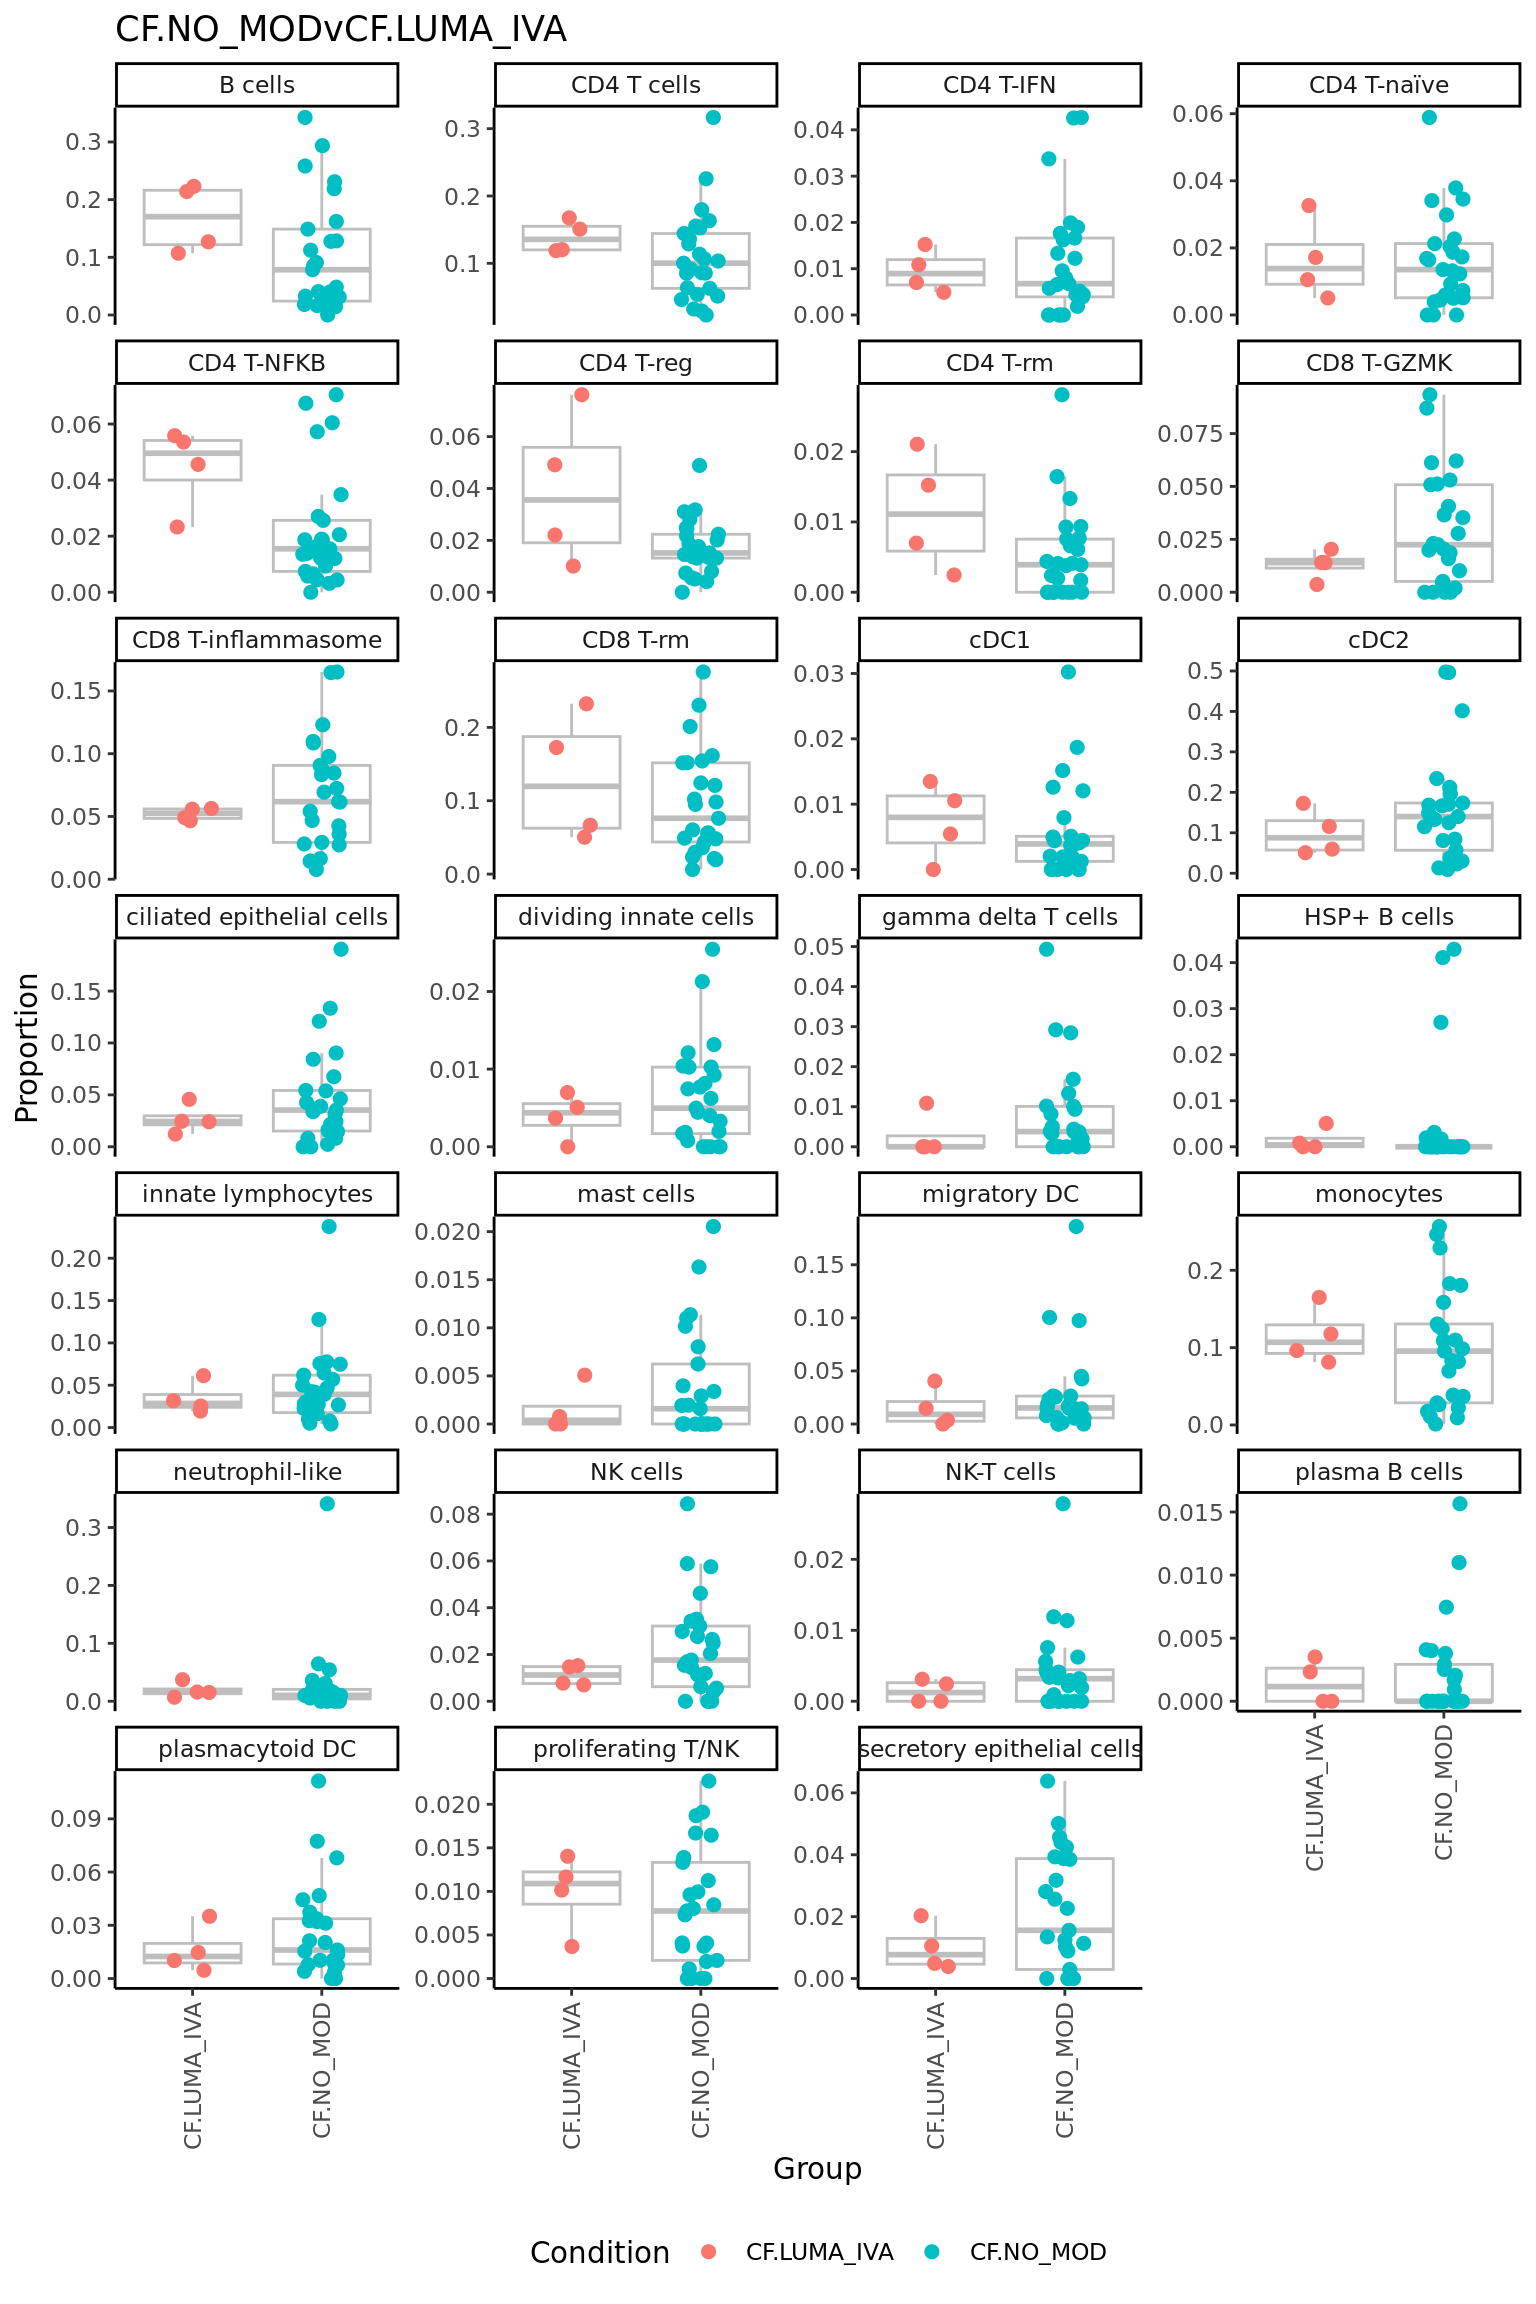 CF.NO_MODvCF.LUMA_IVA
B cells
CD4 T cells
CD4 T-IFN
CD4 T-naïve
0.3
0.2
0.1
0.0
0.3
0.2
0.1
0.04
0.03
0.02
0.01
0.00
0.06
0.04
0.02
0.00
CD4 T-NFKB
CD4 T-reg
CD4 T-rm
CD8 T-GZMK
0.06
0.04
0.02
0.00
0.06
0.04
0.02
0.00
0.02
0.01
0.00
0.075
0.050
0.025
0.000
CD8 T-inflammasome
CD8 T-rm
cDC1
cDC2
0.15
0.10
0.05
0.00
0.2
0.1
0.0
0.03
0.02
0.01
0.00
0.5
0.4
0.3
0.2
0.1
0.0
ciliated epithelial cells
dividing innate cells
gamma delta T cells
HSP+ B cells
0.15
0.10
0.05
0.00
0.02
0.01
0.00
0.05
0.04
0.03
0.02
0.01
0.00
0.04
0.03
0.02
0.01
0.00
Proportion
innate lymphocytes
mast cells
migratory DC
monocytes
0.20
0.15
0.10
0.05
0.00
0.020
0.015
0.010
0.005
0.000
0.15
0.10
0.05
0.00
0.2
0.1
0.0
neutrophil-like
NK cells
NK-T cells
plasma B cells
0.3
0.2
0.1
0.0
0.08
0.06
0.04
0.02
0.00
0.02
0.01
0.00
0.015
0.010
0.005
0.000
CF.LUMA_IVA
CF.NO_MOD
plasmacytoid DC
proliferating T/NK
secretory epithelial cells
0.09
0.06
0.03
0.00
0.020
0.015
0.010
0.005
0.000
0.06
0.04
0.02
0.00
CF.LUMA_IVA
CF.NO_MOD
CF.LUMA_IVA
CF.NO_MOD
CF.LUMA_IVA
CF.NO_MOD
Group
Condition
CF.LUMA_IVA
CF.NO_MOD